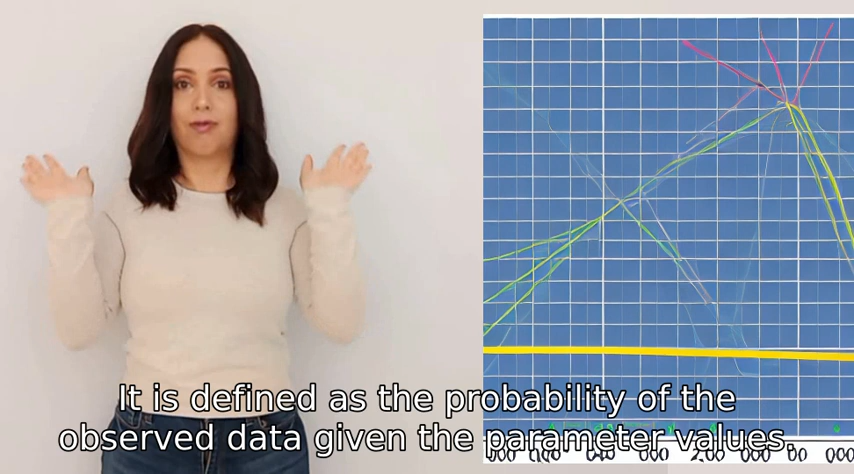 It is defined as the probability of the
observed data given the parameter values.